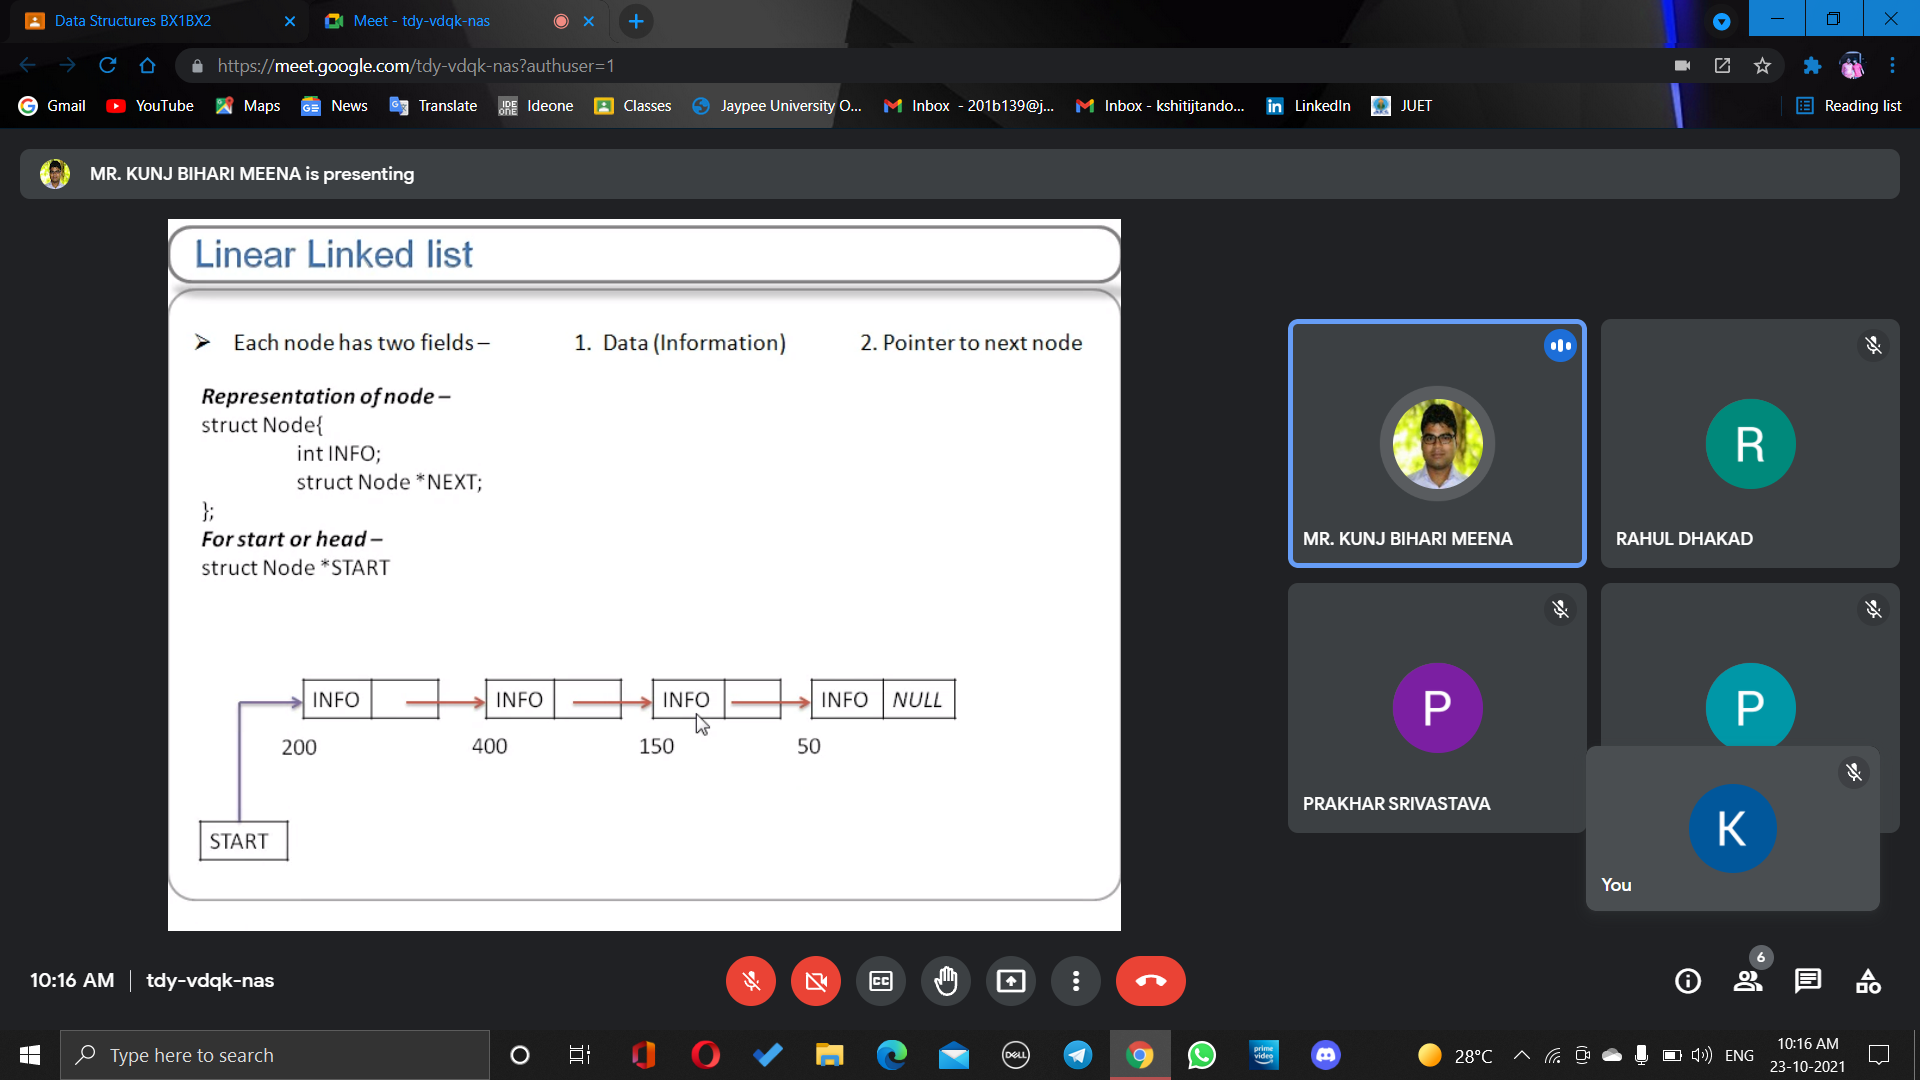 Data Structures BX1BX2
Meet - tdy-vdqk-nas
https://meet.google.com/tdy-vdqk-nas?authuser=1
Gmail YouTube Maps News Translate Ideone Classes Jaypee University O... Inbox - 201b139@j... Inbox - kshitijtando... LinkedIn JUET Reading list
MR. KUNJ BIHARI MEENA is presenting
Linear Linked list
Each node has two fields – 1. Data (Information) 2. Pointer to next node
Representation of node –
struct Node{
int INFO;
struct Node *NEXT;
};
For start or head –
struct Node *START
INFO INFO INFO INFO NULL
200 400 150 50
START
MR. KUNJ BIHARI MEENA
R
RAHUL DHAKAD
P
PRAKHAR SRIVASTAVA
P
K
You
10:16 AM | tdy-vdqk-nas
CC
6
Type here to search
DELL
prime video
28°C
ENG
10:16 AM
23-10-2021